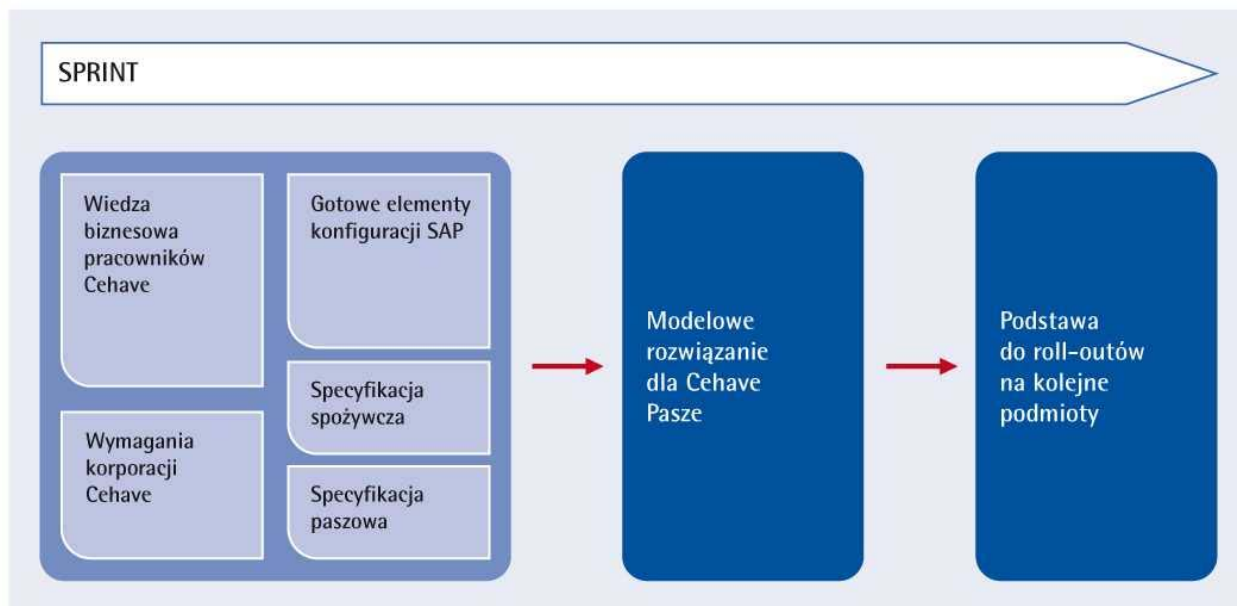 SPRINT
Wiedza
biznesowa
pracowników
Cehave
Wymagania
korporacji
Cehave
Gotowe elementy
konfiguracji SAP
Specyfikacja
spożywcza
Specyfikacja
paszowa
Modelowe
rozwiązanie
dla Cehave
Pasze
Podstawa
do roll-outów
na kolejne
podmioty